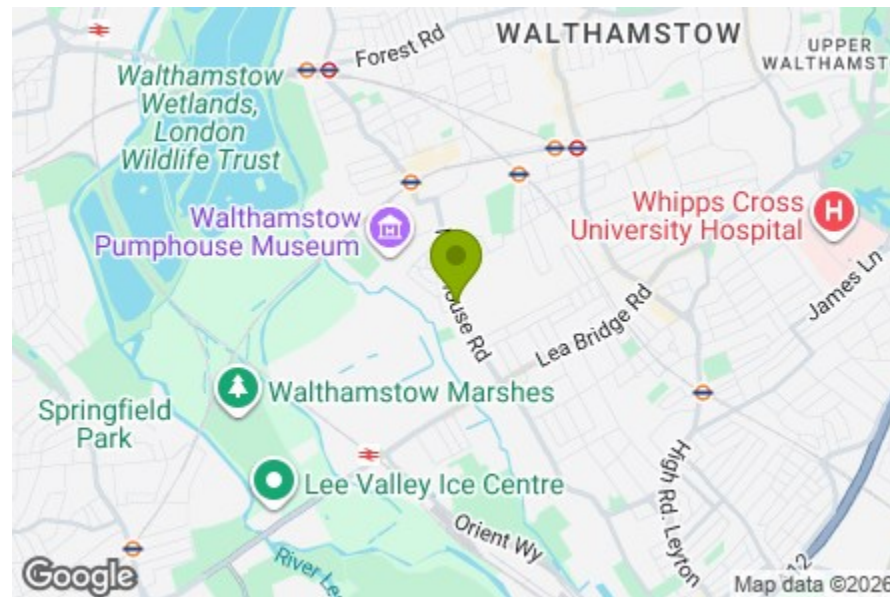 Forest Rd
WALTHAMSTOW
UPPER
WALTHAMST
Walthamstow
Wetlands,
London
Wildlife Trust
Whipps Cross
University Hospital
H
Walthamstow
Pumphouse Museum
James Ln
ouse Rd
Lea Bridge Rd
Walthamstow Marshes
Springfield
Park
High Rd. Leyton
Lee Valley Ice Centre
Orient Wy
River Le
12
Google
Map data ©2026